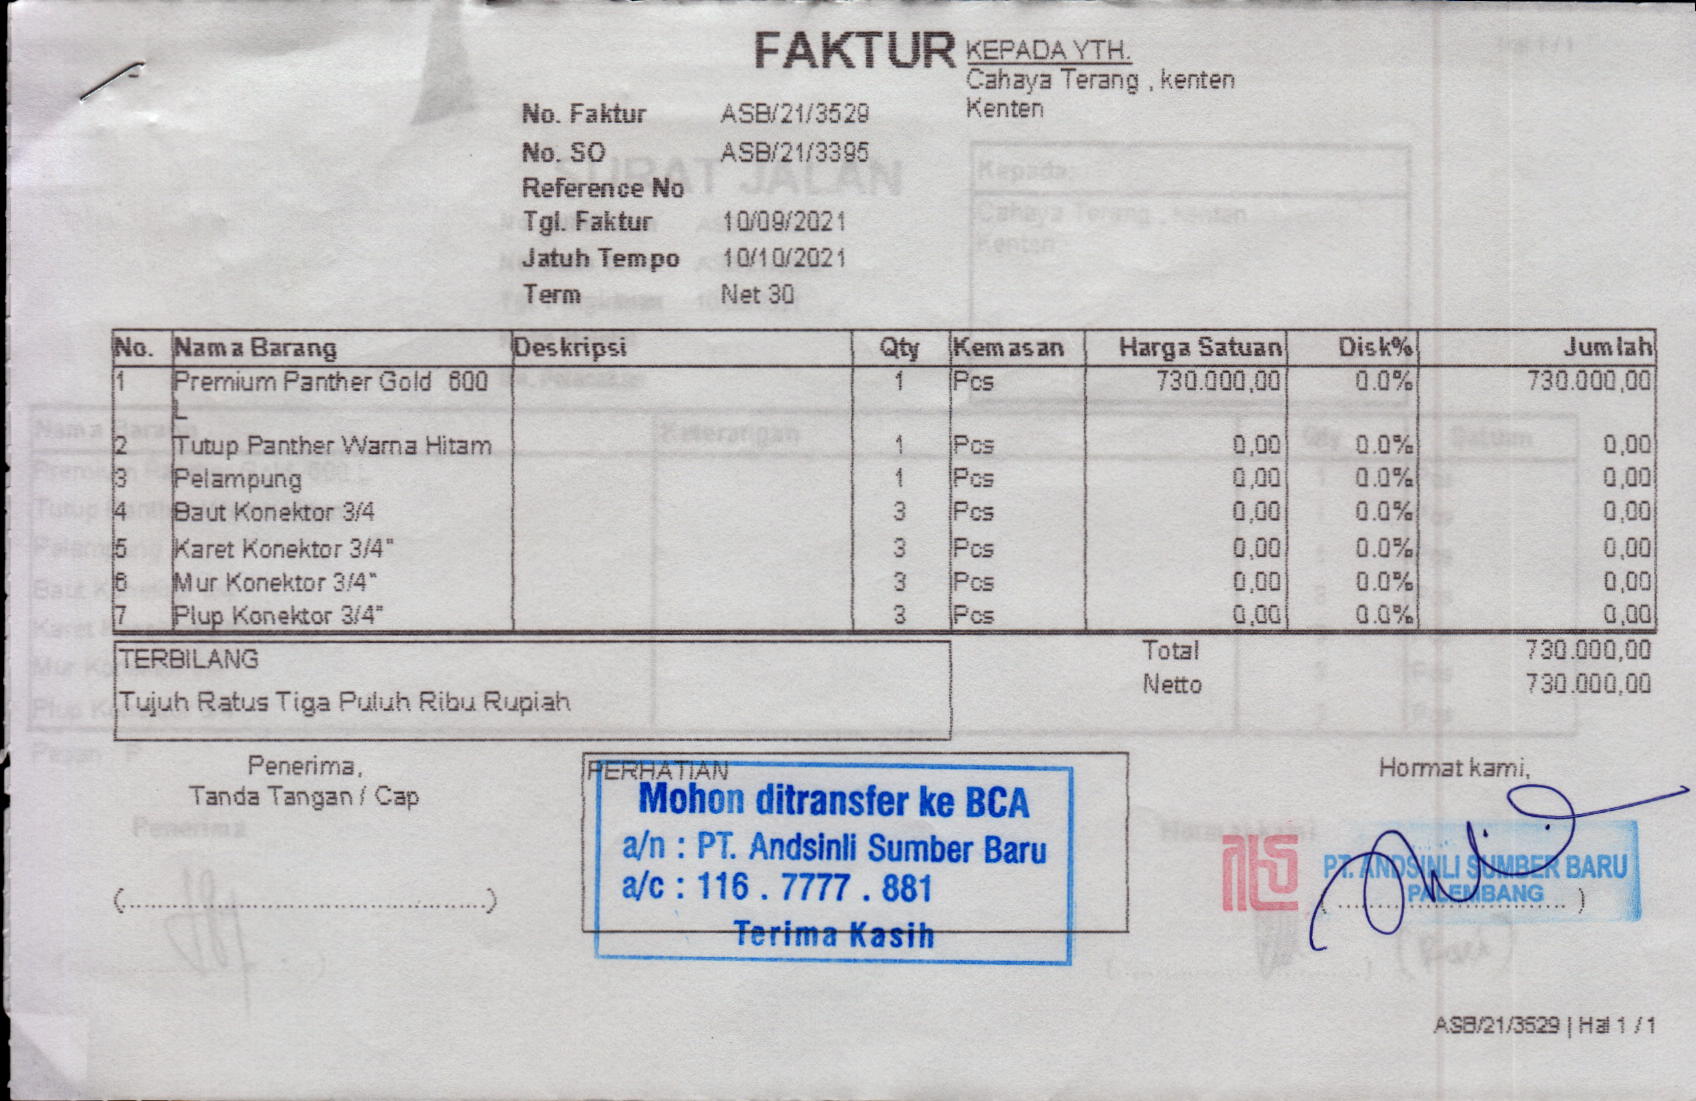 FAKTUR
KEPADA YTH.
Cahaya Terang , kenten
Kenten
No. Faktur ASB/21/3529
No. SO ASB/21/3395
Reference No
Tgl. Faktur 10/09/2021
Jatuh Tempo 10/10/2021
Term Net 30
SURAT JALAN
Kepada:
Cahaya Terang , kenten
Kenten
No. Nama Barang Deskripsi Qty Kemasan Harga Satuan Disk% Jumlah
1 Premium Panther Gold 600 L 1 Pcs 730.000,00 0.0% 730.000,00
2 Tutup Panther Warna Hitam 1 Pcs 0,00 0.0% 0,00
3 Pelampung 1 Pcs 0,00 0.0% 0,00
4 Baut Konektor 3/4 3 Pcs 0,00 0.0% 0,00
5 Karet Konektor 3/4" 3 Pcs 0,00 0.0% 0,00
6 Mur Konektor 3/4" 3 Pcs 0,00 0.0% 0,00
7 Plup Konektor 3/4" 3 Pcs 0,00 0.0% 0,00
Total 730.000,00
Netto 730.000,00
TERBILANG
Tujuh Ratus Tiga Puluh Ribu Rupiah
Penerima,
Tanda Tangan / Cap
(..........................................)
PERHATIAN
Mohon ditransfer ke BCA
a/n : PT. Andsinli Sumber Baru
a/c : 116 . 7777 . 881
Terima Kasih
Hormat kami,
PT. ANDSINLI SUMBER BARU
PALEMBANG
ASB/21/3529 | Hal 1 / 1